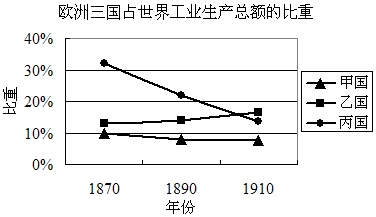 欧洲三国占世界工业生产总额的比重
40%
30%
20%
10%
0%
比重
1870 1890 1910
年份
甲国
乙国
丙国